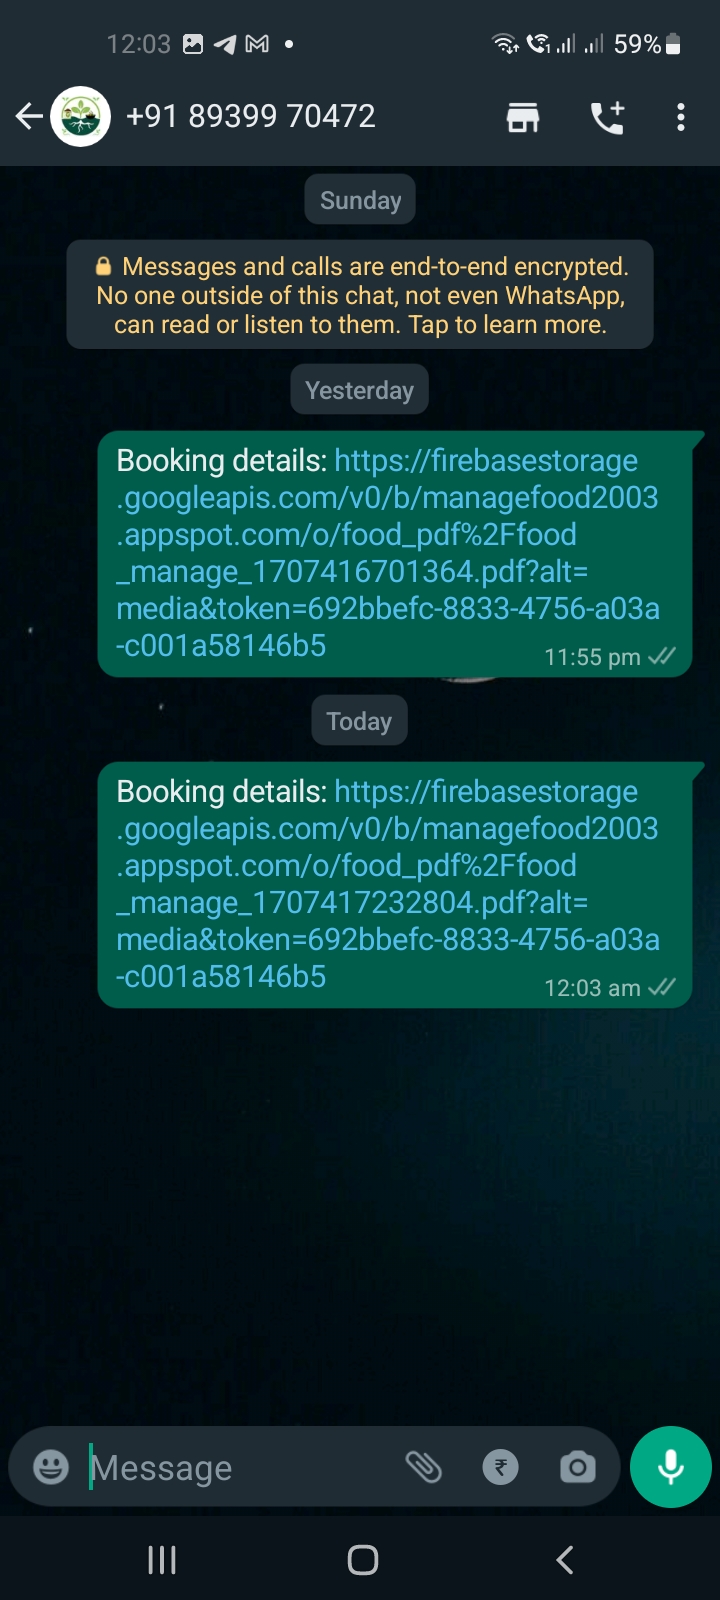 12:03
59%
+91 89399 70472
Sunday
Messages and calls are end-to-end encrypted.
No one outside of this chat, not even WhatsApp,
can read or listen to them. Tap to learn more.
Yesterday
Booking details: https://firebasestorage
.googleapis.com/v0/b/managefood2003
.appspot.com/o/food_pdf%2Ffood
_manage_1707416701364.pdf?alt=
media&token=692bbefc-8833-4756-a03a
-c001a58146b5
11:55 pm
Today
Booking details: https://firebasestorage
.googleapis.com/v0/b/managefood2003
.appspot.com/o/food_pdf%2Ffood
_manage_1707417232804.pdf?alt=
media&token=692bbefc-8833-4756-a03a
-c001a58146b5
12:03 am
Message
₹